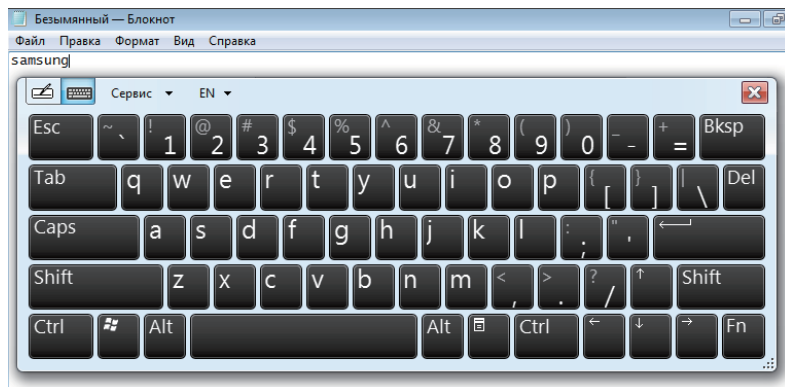 Безымянный — Блокнот
Файл Правка Формат Вид Справка
samsung
Сервис EN
Esc ~ ` ! 1 @ 2 # 3 $ 4 % 5 ^ 6 & 7 * 8 ( 9 ) 0 _ - + = Bksp
Tab q w e r t y u i o p { [ } ] | \ Del
Caps a s d f g h j k l : ; " '
Shift z x c v b n m < , > . ? / ↑ Shift
Ctrl Alt Alt Ctrl ← ↓ → Fn